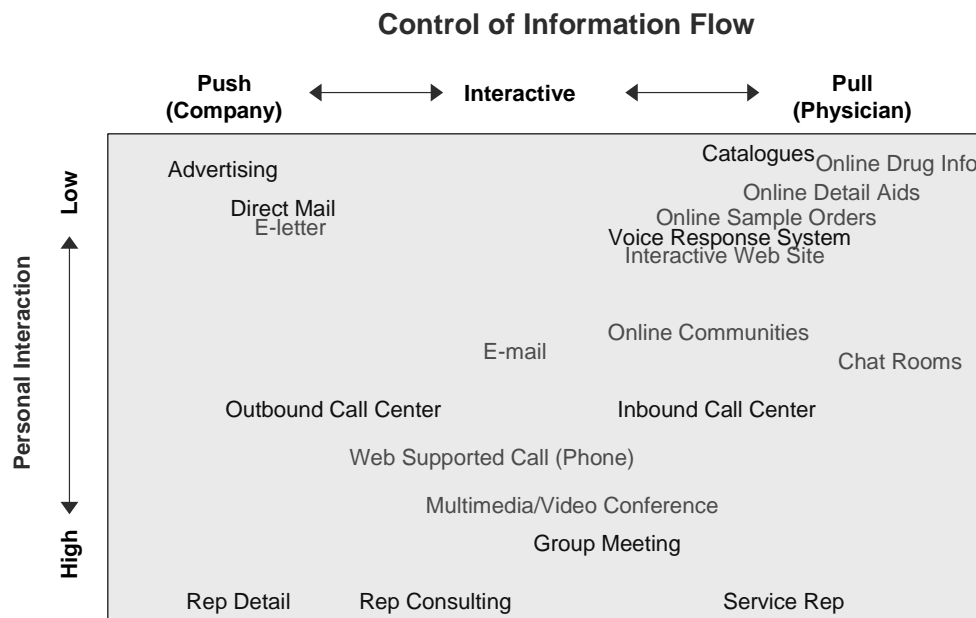 Control of Information Flow
Push
(Company)
Interactive
Pull
(Physician)
Personal Interaction
Low
High
Catalogues
Online Drug Info
Advertising
Online Detail Aids
Direct Mail
Online Sample Orders
E-letter
Voice Response System
Interactive Web Site
Online Communities
E-mail
Chat Rooms
Outbound Call Center
Inbound Call Center
Web Supported Call (Phone)
Multimedia/Video Conference
Group Meeting
Rep Detail
Rep Consulting
Service Rep